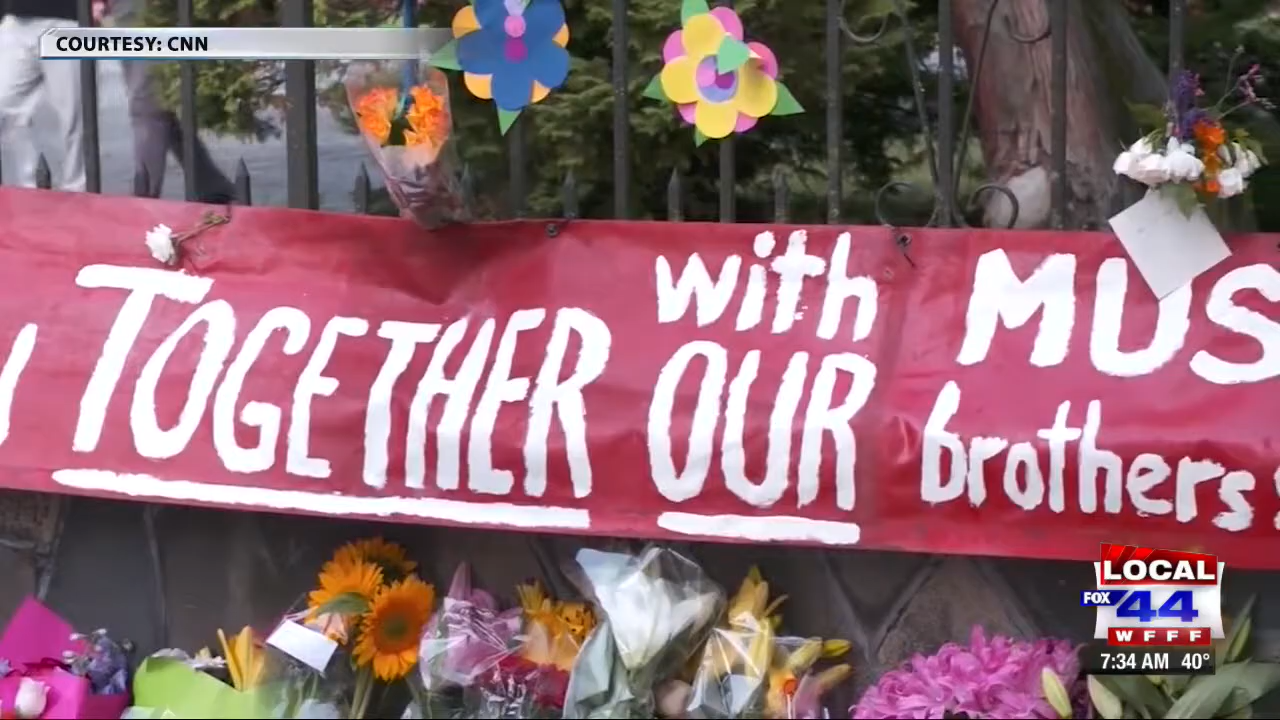 COURTESY: CNN
TOGETHER with OUR
MUS
brothers
LOCAL
FOX 44
WFFF
7:34 AM 40°